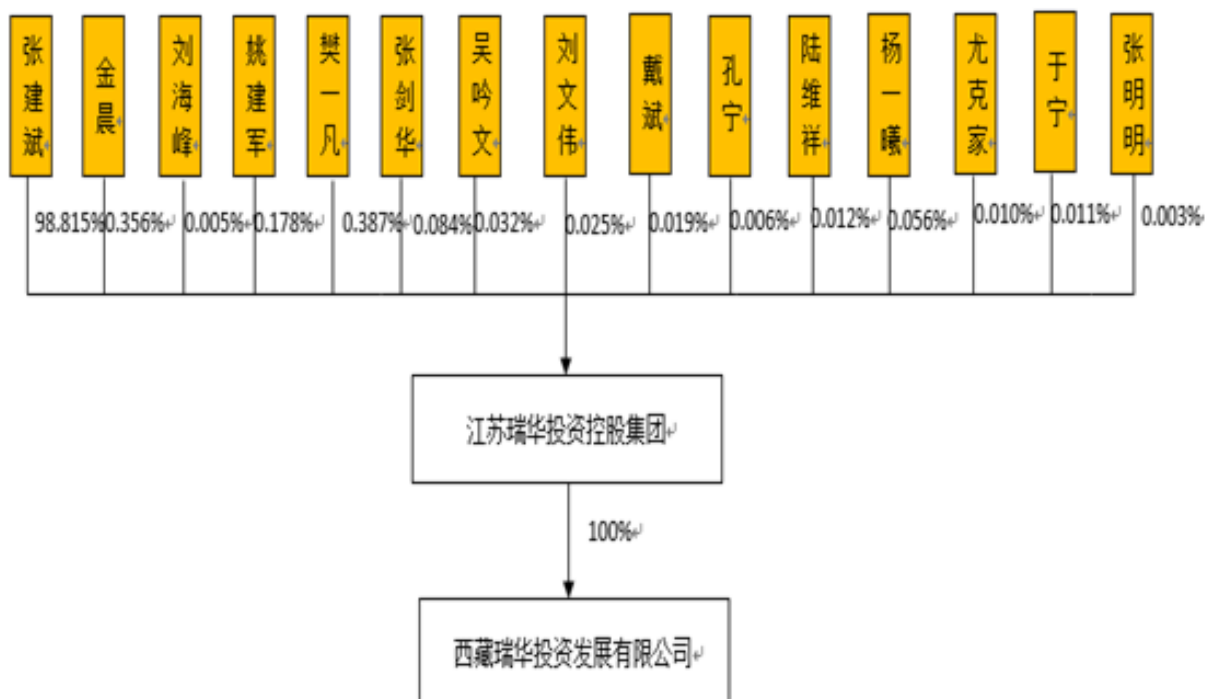 张建斌
金晨
刘海峰
姚建军
樊一凡
张剑华
吴吟文
刘文伟
戴斌
孔宁
陆维祥
杨一曦
尤克家
于宁
张明明
98.815%
0.356%
0.005%
0.178%
0.387%
0.084%
0.032%
0.025%
0.019%
0.006%
0.012%
0.056%
0.010%
0.011%
0.003%
江苏瑞华投资控股集团
100%
西藏瑞华投资发展有限公司